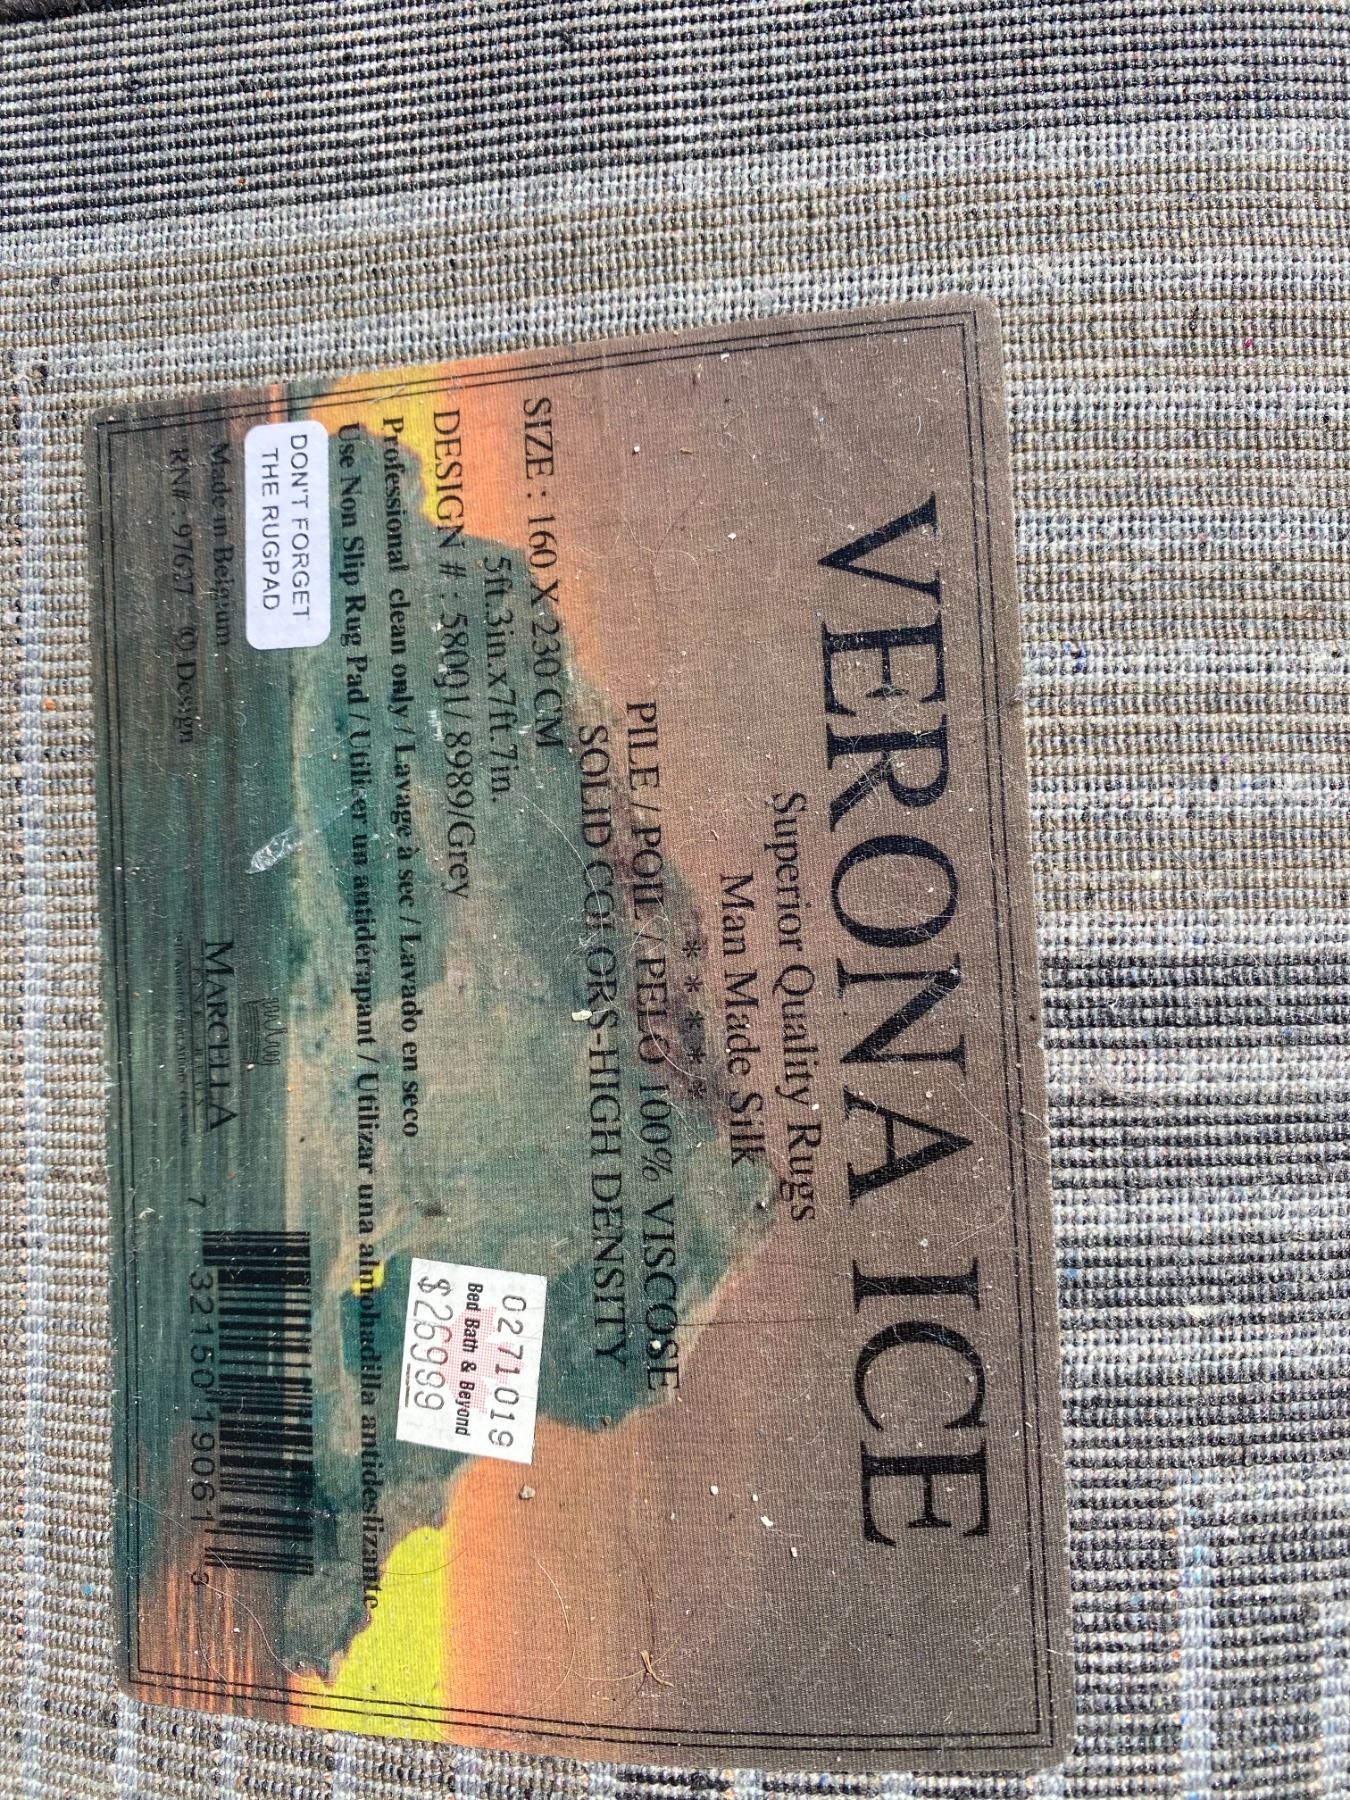 VERONA ICE
Superior Quality Rugs
Man Made Silk
* * * * *
PILE / POIL / PELO 100% VISCOSE
SOLID COLORS-HIGH DENSITY
SIZE : 160 X 230 CM
5ft.3in.x7ft.7in.
DESIGN # : 58091/ 8989/Grey
0271019
Bed Bath & Beyond
$269.99
Professional clean only / Lavage à sec / Lavado en seco
Use Non Slip Rug Pad / Utiliser un antidérapant / Utilizar una almohadilla antideslizante
DON'T FORGET
THE RUGPAD
Made in Belgium
RN# : 97627 © Design
MARCELLA
7 32150 19061 3